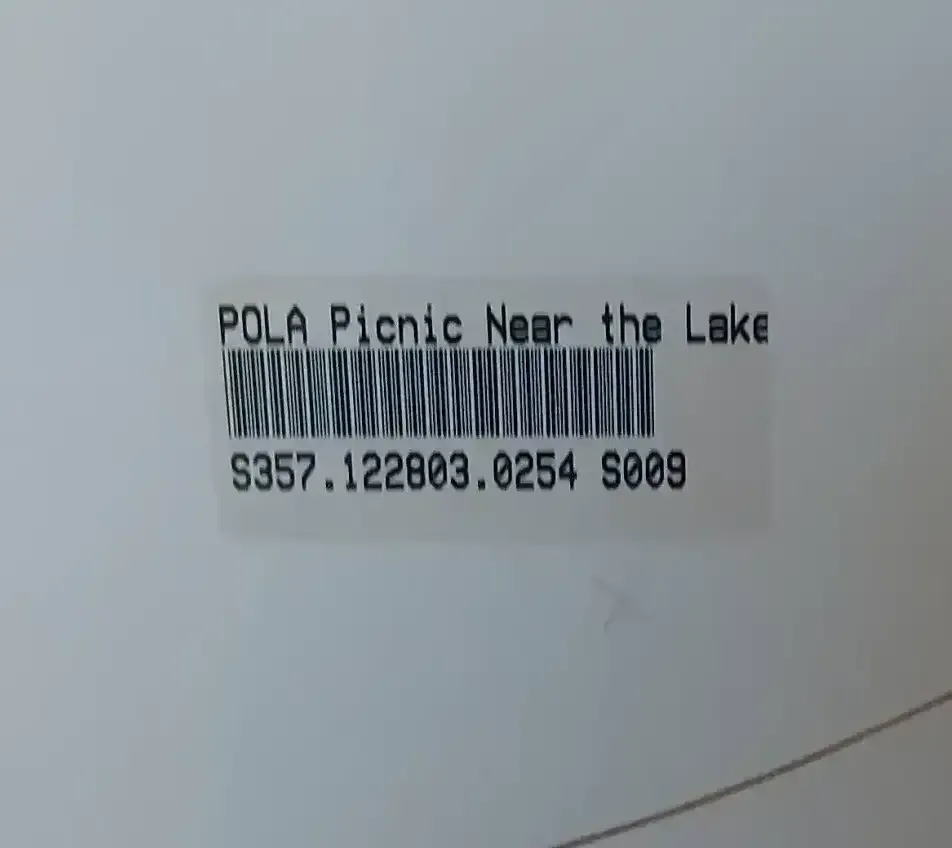 POLA Picnic Near the Lake
S357.122803.0254 S009